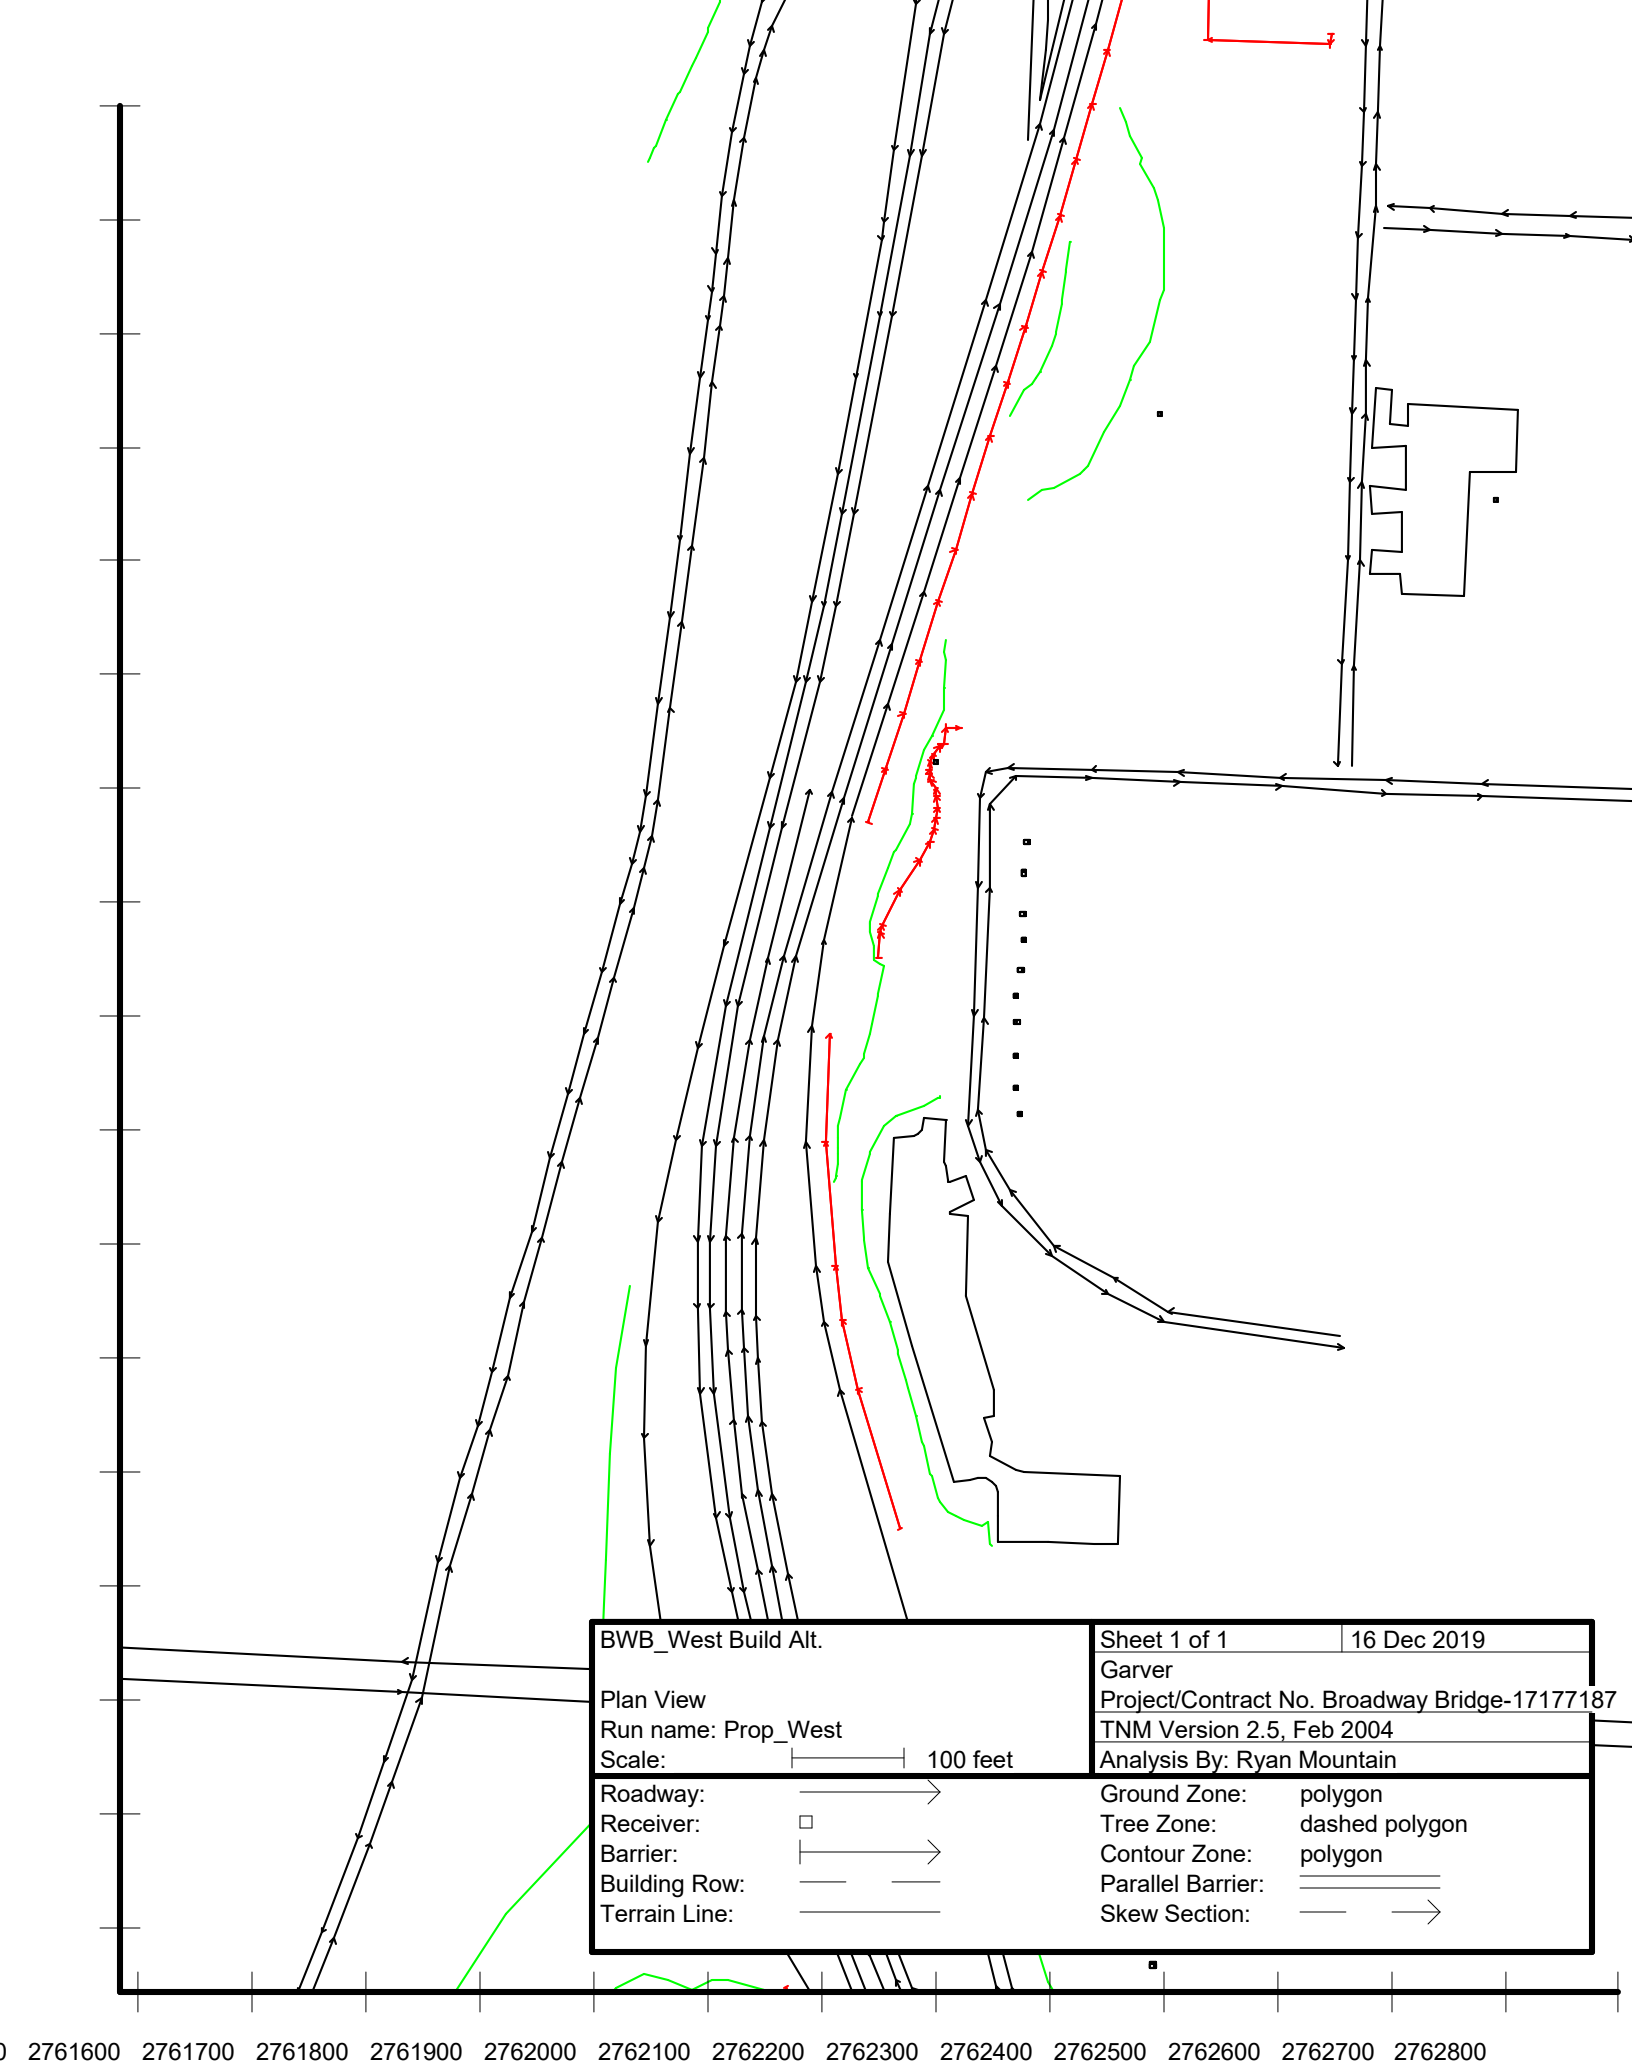 BWB_West Build Alt.
Sheet 1 of 1
16 Dec 2019
Garver
Plan View
Project/Contract No. Broadway Bridge-17177187
Run name: Prop_West
TNM Version 2.5, Feb 2004
Scale:
100 feet
Analysis By: Ryan Mountain
Roadway:
Ground Zone: polygon
Receiver:
Tree Zone: dashed polygon
Barrier:
Contour Zone: polygon
Building Row:
Parallel Barrier:
Terrain Line:
Skew Section:
0 2761600 2761700 2761800 2761900 2762000 2762100 2762200 2762300 2762400 2762500 2762600 2762700 2762800